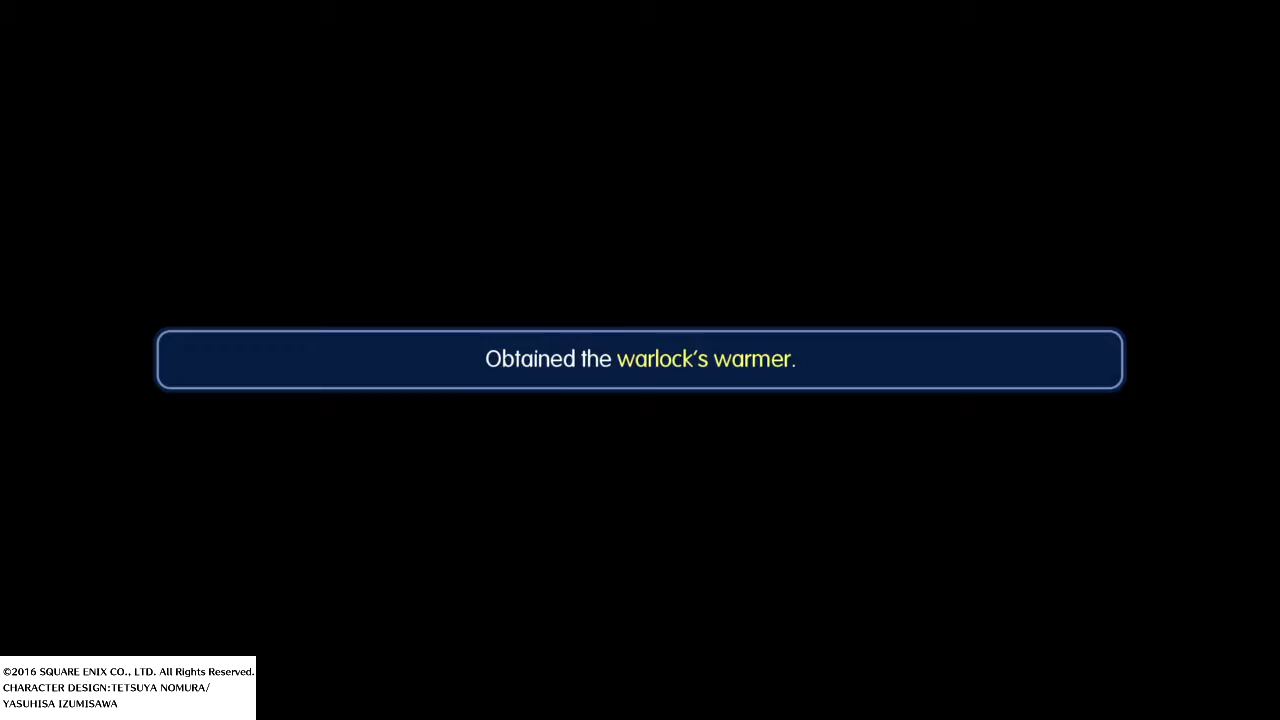 Obtained the warlock's warmer.
©2016 SQUARE ENIX CO., LTD. All Rights Reserved.
CHARACTER DESIGN:TETSUYA NOMURA/
YASUHISA IZUMISAWA